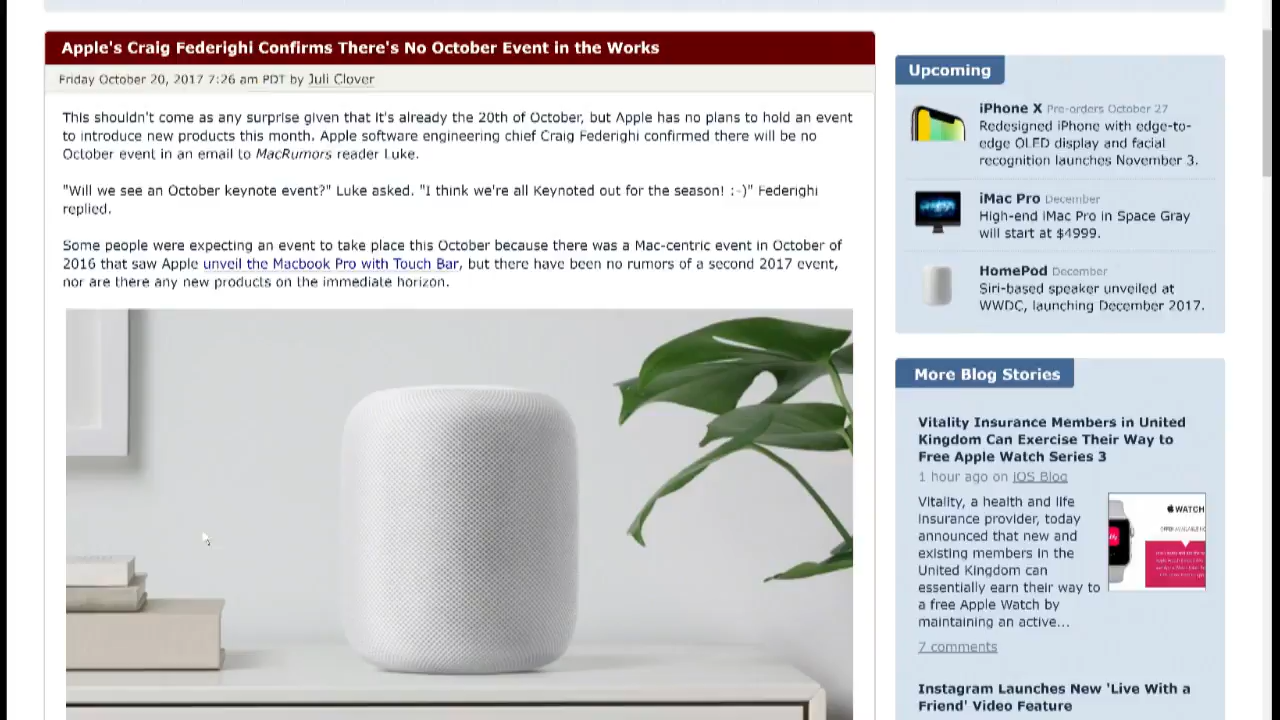 Apple's Craig Federighi Confirms There's No October Event in the Works
Friday October 20, 2017 7:26 am PDT by Juli Clover
This shouldn't come as any surprise given that it's already the 20th of October, but Apple has no plans to hold an event
to introduce new products this month. Apple software engineering chief Craig Federighi confirmed there will be no
October event in an email to MacRumors reader Luke.
"Will we see an October keynote event?" Luke asked. "I think we're all Keynoted out for the season! :-)" Federighi
replied.
Some people were expecting an event to take place this October because there was a Mac-centric event in October of
2016 that saw Apple unveil the Macbook Pro with Touch Bar, but there have been no rumors of a second 2017 event,
nor are there any new products on the immediate horizon.
Upcoming
iPhone X Pre-orders October 27
Redesigned iPhone with edge-to-
edge OLED display and facial
recognition launches November 3.
iMac Pro December
High-end iMac Pro in Space Gray
will start at $4999.
HomePod December
Siri-based speaker unveiled at
WWDC, launching December 2017.
More Blog Stories
Vitality Insurance Members in United
Kingdom Can Exercise Their Way to
Free Apple Watch Series 3
1 hour ago on iOS Blog
Vitality, a health and life
insurance provider, today
announced that new and
existing members in the
United Kingdom can
essentially earn their way to
a free Apple Watch by
maintaining an active...
WATCH
7 comments
Instagram Launches New 'Live With a
Friend' Video Feature